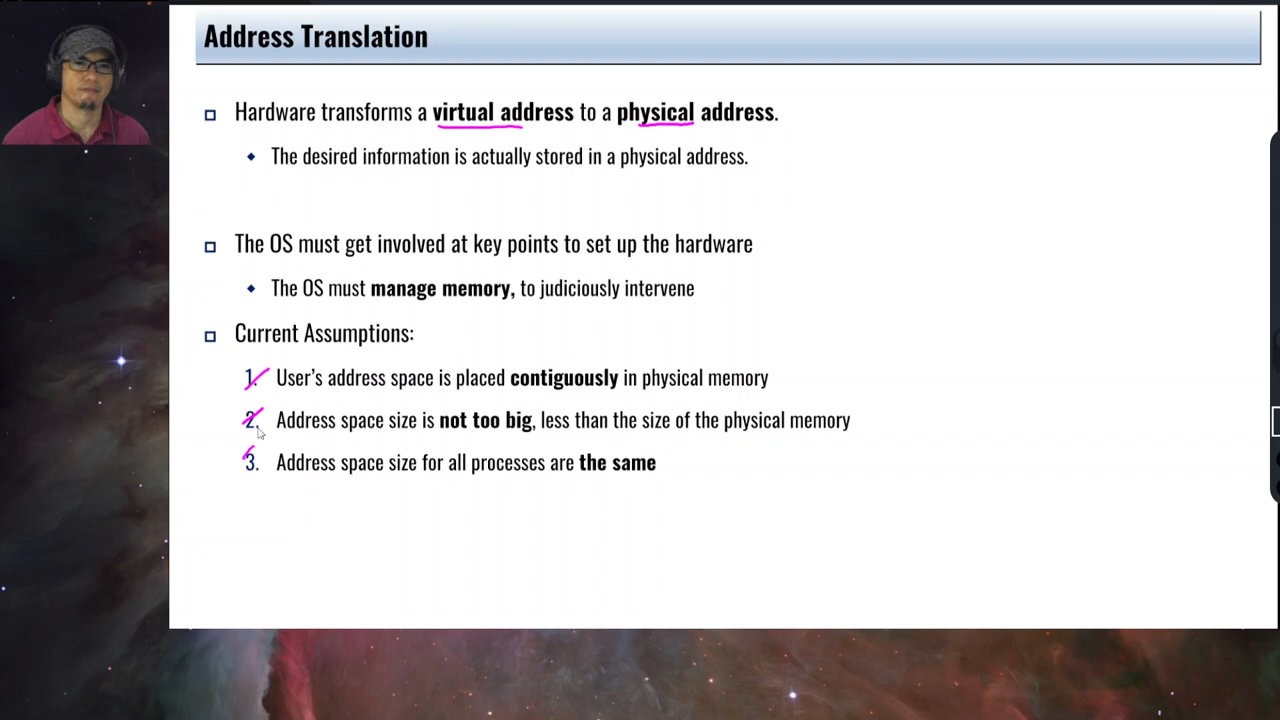 Address Translation
Hardware transforms a virtual address to a physical address.
The desired information is actually stored in a physical address.
The OS must get involved at key points to set up the hardware
The OS must manage memory, to judiciously intervene
Current Assumptions:
1. User's address space is placed contiguously in physical memory
2. Address space size is not too big, less than the size of the physical memory
3. Address space size for all processes are the same